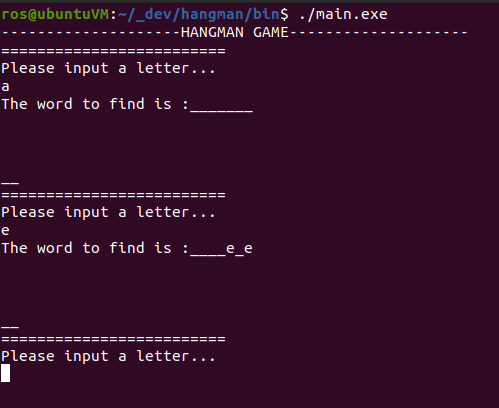 ros@ubuntuVM:~/_dev/hangman/bin$ ./main.exe
--------------------HANGMAN GAME--------------------
=========================
Please input a letter...
a
The word to find is :_______
__
=========================
Please input a letter...
e
The word to find is :____e_e
__
=========================
Please input a letter...